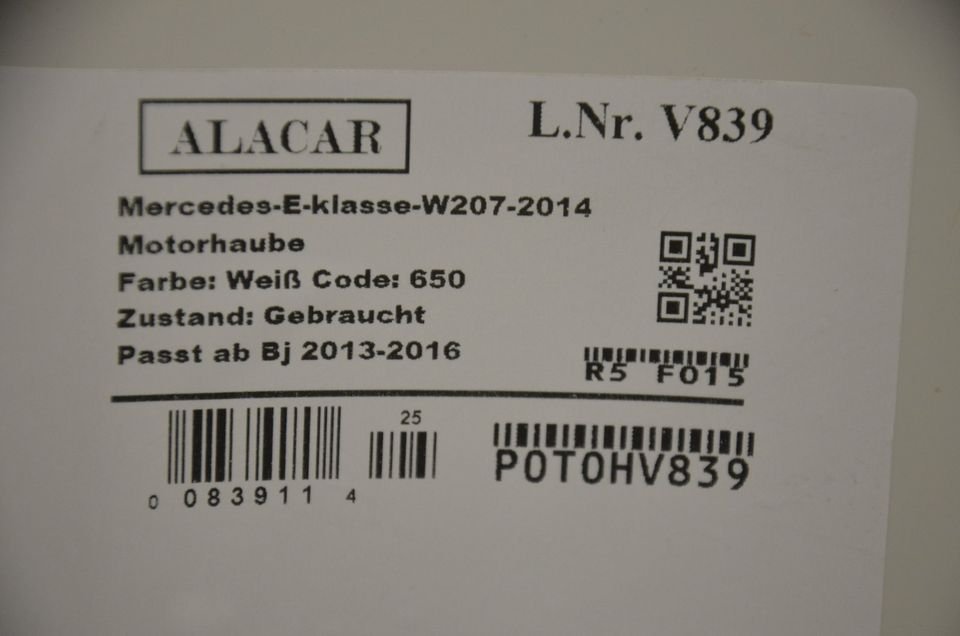 ALACAR
L.Nr. V839
Mercedes-E-klasse-W207-2014
Motorhaube
Farbe: Weiß Code: 650
Zustand: Gebraucht
Passt ab Bj 2013-2016
R5 F015
25
0 083911 4
P0T0HV839